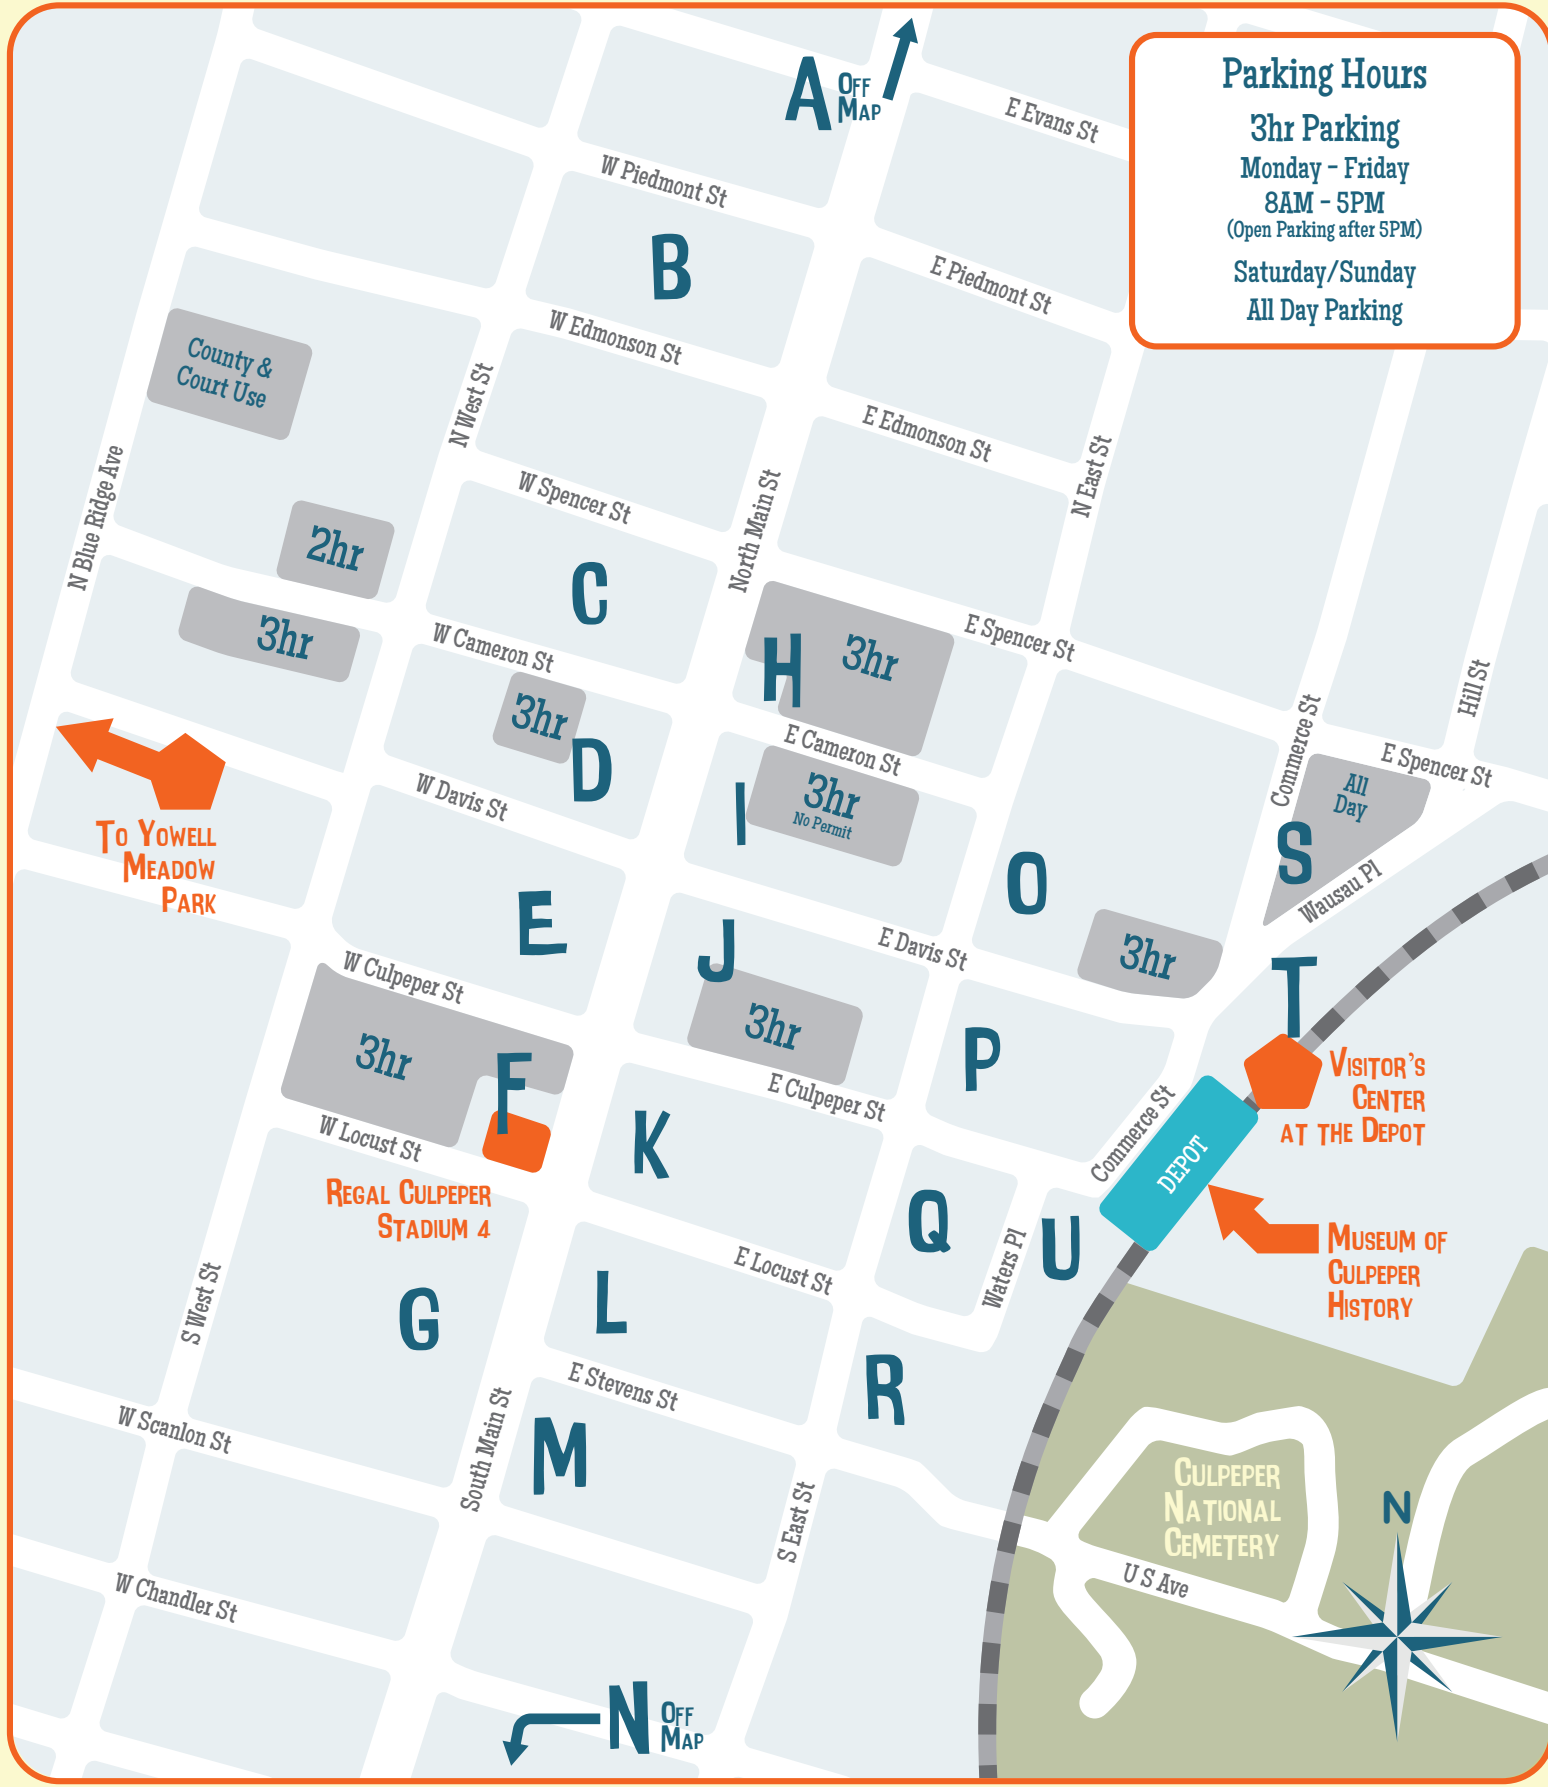 A OFF
MAP
E Evans St
Parking Hours
3hr Parking
Monday - Friday
8AM - 5PM
(Open Parking after 5PM)
Saturday/Sunday
All Day Parking
W Piedmont St
B
E Piedmont St
W Edmonson St
County &
Court Use
N West St
E Edmonson St
N East St
N Blue Ridge Ave
W Spencer St
North Main St
2hr
C
3hr
W Cameron St
H
3hr
E Spencer St
Commerce St
Hill St
3hr
D
E Cameron St
E Spencer St
All
Day
W Davis St
I
3hr
No Permit
S
To Yowell
Meadow
Park
O
Wausau Pl
E
J
E Davis St
3hr
W Culpeper St
T
3hr
3hr
F
P
E Culpeper St
Visitor's
Center
at the Depot
Commerce St
W Locust St
K
DEPOT
Regal Culpeper
Stadium 4
Q
U
Waters Pl
Museum of
Culpeper
History
E Locust St
S West St
G
L
R
E Stevens St
South Main St
W Scanlon St
M
S East St
Culpeper
National
Cemetery
N
U S Ave
W Chandler St
N OFF
MAP